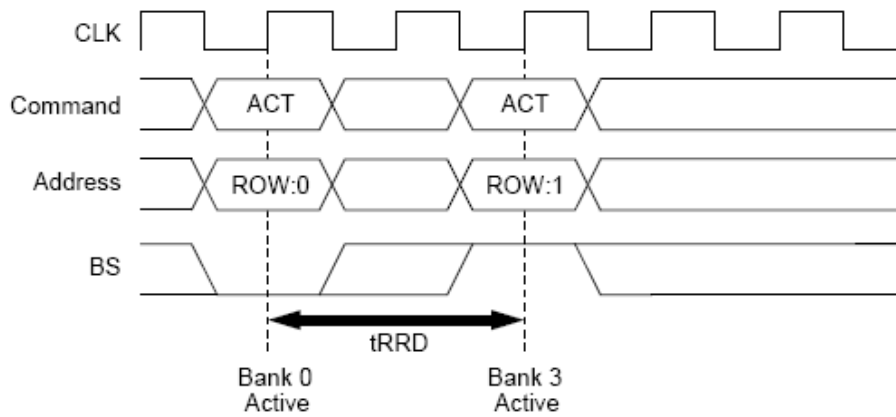 CLK
Command
ACT
ACT
Address
ROW:0
ROW:1
BS
tRRD
Bank 0
Active
Bank 3
Active